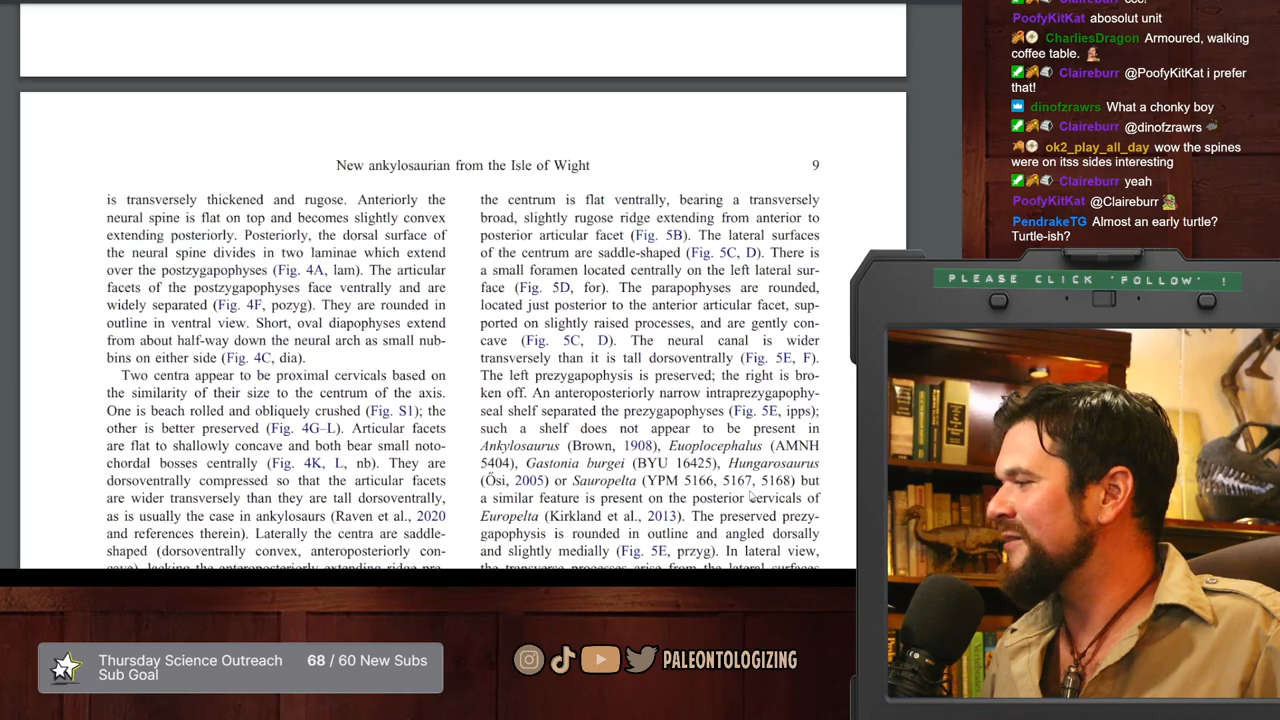 New ankylosaurian from the Isle of Wight 9
is transversely thickened and rugose. Anteriorly the
neural spine is flat on top and becomes slightly convex
extending posteriorly. Posteriorly, the dorsal surface of
the neural spine divides in two laminae which extend
over the postzygapophyses (Fig. 4A, lam). The articular
facets of the postzygapophyses face ventrally and are
widely separated (Fig. 4F, pozyg). They are rounded in
outline in ventral view. Short, oval diapophyses extend
from about half-way down the neural arch as small nub-
bins on either side (Fig. 4C, dia).
Two centra appear to be proximal cervicals based on
the similarity of their size to the centrum of the axis.
One is beach rolled and obliquely crushed (Fig. S1); the
other is better preserved (Fig. 4G–L). Articular facets
are flat to shallowly concave and both bear small noto-
chordal bosses centrally (Fig. 4K, L, nb). They are
dorsoventrally compressed so that the articular facets
are wider transversely than they are tall dorsoventrally,
as is usually the case in ankylosaurs (Raven et al., 2020
and references therein). Laterally the centra are saddle-
shaped (dorsoventrally convex, anteroposteriorly con-
cave), lacking the anteroposteriorly extending ridge pre-
the centrum is flat ventrally, bearing a transversely
broad, slightly rugose ridge extending from anterior to
posterior articular facet (Fig. 5B). The lateral surfaces
of the centrum are saddle-shaped (Fig. 5C, D). There is
a small foramen located centrally on the left lateral sur-
face (Fig. 5D, for). The parapophyses are rounded,
located just posterior to the anterior articular facet, sup-
ported on slightly raised processes, and are gently con-
cave (Fig. 5C, D). The neural canal is wider
transversely than it is tall dorsoventrally (Fig. 5E, F).
The left prezygapophysis is preserved; the right is bro-
ken off. An anteroposteriorly narrow intraprezygapophy-
seal shelf separated the prezygapophyses (Fig. 5E, ipps);
such a shelf does not appear to be present in
Ankylosaurus (Brown, 1908), Euoplocephalus (AMNH
5404), Gastonia burgei (BYU 16425), Hungarosaurus
(Ősi, 2005) or Sauropelta (YPM 5166, 5167, 5168) but
a similar feature is present on the posterior cervicals of
Europelta (Kirkland et al., 2013). The preserved prezy-
gapophysis is rounded in outline and angled dorsally
and slightly medially (Fig. 5E, przyg). In lateral view,
the transverse processes arise from the lateral surfaces
PoofyKitKat abosolut unit
CharliesDragon Armoured, walking
coffee table.
Claireburr @PoofyKitKat i prefer
that!
dinofzrawrs What a chonky boy
Claireburr @dinofzrawrs
ok2_play_all_day wow the spines
were on itss sides interesting
Claireburr yeah
PoofyKitKat @Claireburr
PendrakeTG Almost an early turtle?
Turtle-ish?
PLEASE CLICK "FOLLOW" !
Thursday Science Outreach 68 / 60 New Subs
Sub Goal
PALEONTOLOGIZING